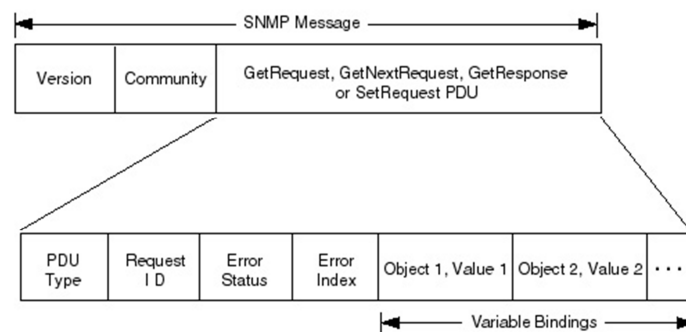 SNMP Message
Version
Community
GetRequest, GetNextRequest, GetResponse
or SetRequest PDU
PDU
Type
Request
ID
Error
Status
Error
Index
Object 1, Value 1
Object 2, Value 2
...
Variable Bindings